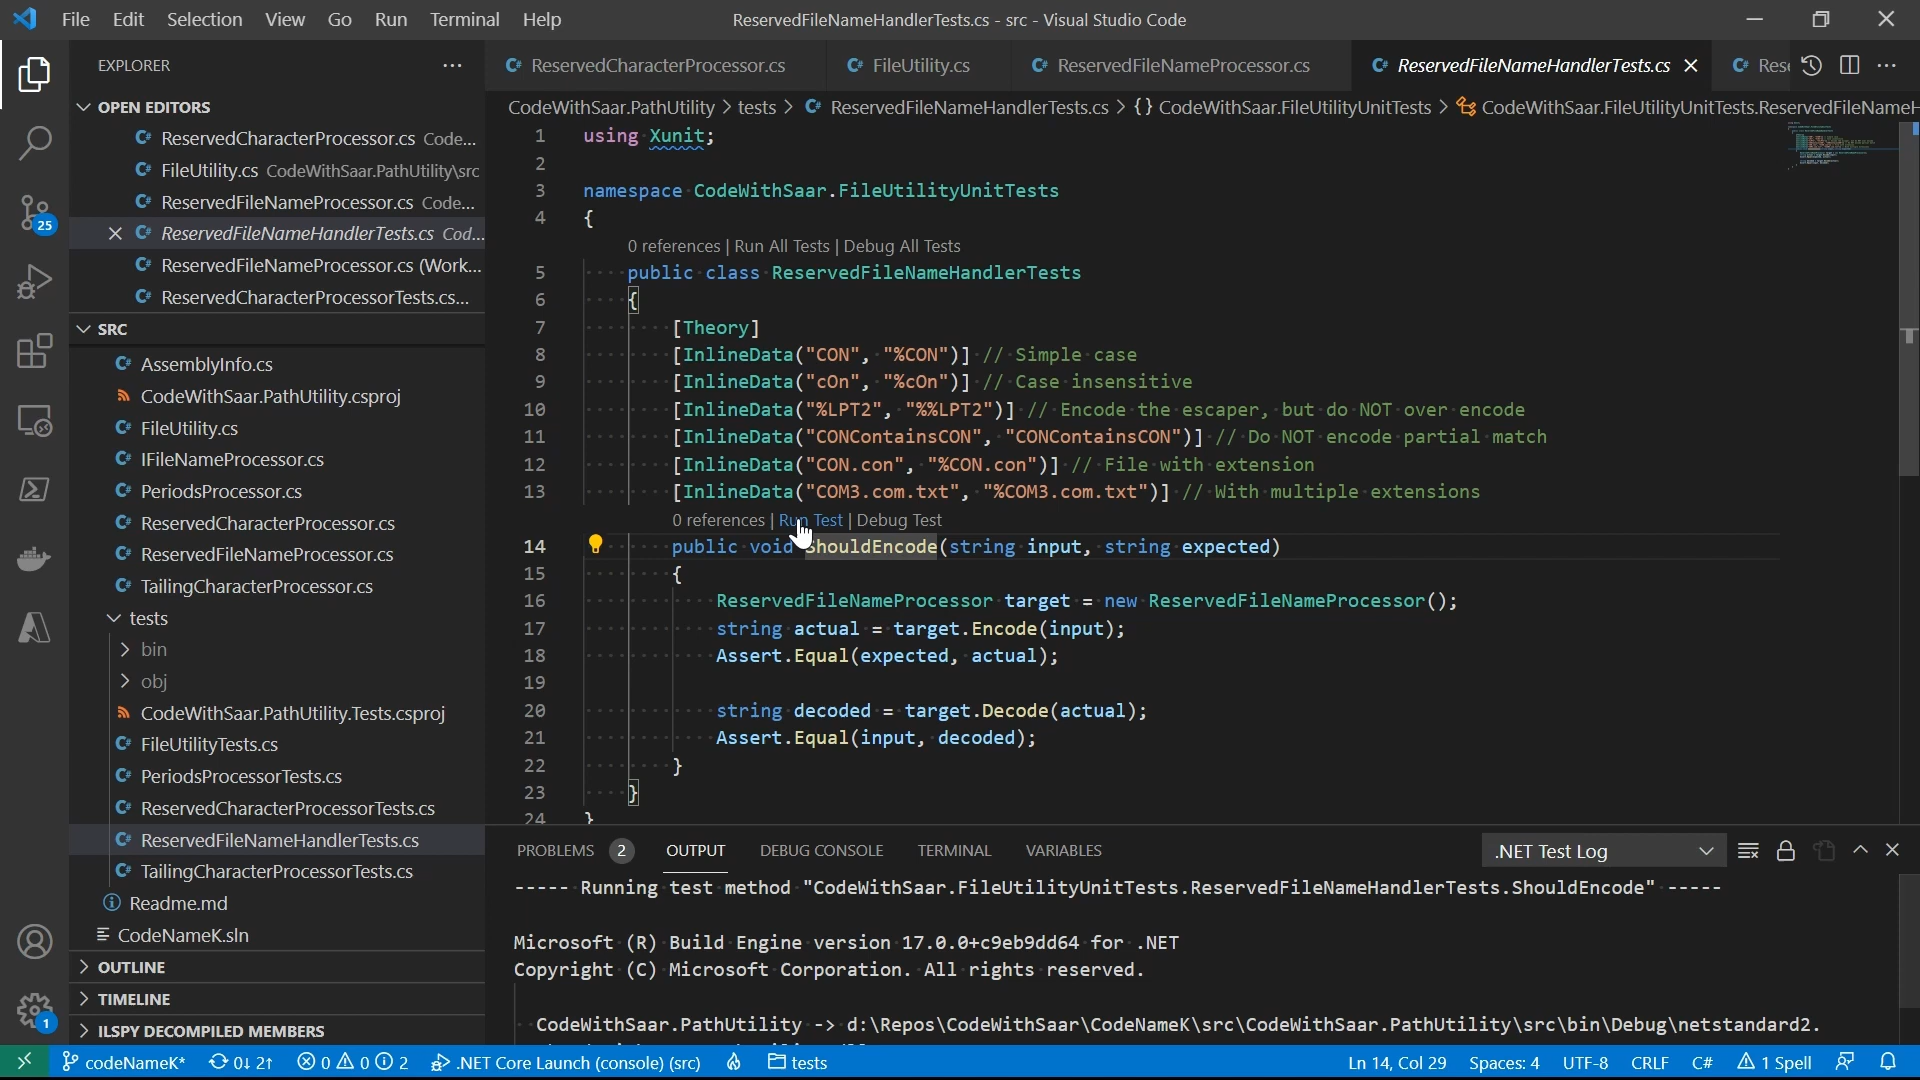 File Edit Selection View Go Run Terminal Help
ReservedFileNameHandlerTests.cs - src - Visual Studio Code
EXPLORER
OPEN EDITORS
ReservedCharacterProcessor.cs Code...
FileUtility.cs CodeWithSaar.PathUtility\src
ReservedFileNameProcessor.cs Code...
ReservedFileNameHandlerTests.cs Cod...
ReservedFileNameProcessor.cs (Work...
ReservedCharacterProcessorTests.cs...
SRC
AssemblyInfo.cs
CodeWithSaar.PathUtility.csproj
FileUtility.cs
IFileNameProcessor.cs
PeriodsProcessor.cs
ReservedCharacterProcessor.cs
ReservedFileNameProcessor.cs
TailingCharacterProcessor.cs
tests
bin
obj
CodeWithSaar.PathUtility.Tests.csproj
FileUtilityTests.cs
PeriodsProcessorTests.cs
ReservedCharacterProcessorTests.cs
ReservedFileNameHandlerTests.cs
TailingCharacterProcessorTests.cs
Readme.md
CodeNameK.sln
OUTLINE
TIMELINE
ILSPY DECOMPILED MEMBERS
25
1
ReservedCharacterProcessor.cs FileUtility.cs ReservedFileNameProcessor.cs ReservedFileNameHandlerTests.cs Rese
CodeWithSaar.PathUtility > tests > ReservedFileNameHandlerTests.cs > {} CodeWithSaar.FileUtilityUnitTests > CodeWithSaar.FileUtilityUnitTests.ReservedFileNameH
1 using Xunit;
2
3 namespace CodeWithSaar.FileUtilityUnitTests
4 {
0 references | Run All Tests | Debug All Tests
5 public class ReservedFileNameHandlerTests
6 {
7 [Theory]
8 [InlineData("CON", "%CON")] // Simple case
9 [InlineData("cOn", "%cOn")] // Case insensitive
10 [InlineData("%LPT2", "%%LPT2")] // Encode the escaper, but do NOT over encode
11 [InlineData("CONContainsCON", "CONContainsCON")] // Do NOT encode partial match
12 [InlineData("CON.con", "%CON.con")] // File with extension
13 [InlineData("COM3.com.txt", "%COM3.com.txt")] // With multiple extensions
0 references | Run Test | Debug Test
14 public void ShouldEncode(string input, string expected)
15 {
16 ReservedFileNameProcessor target = new ReservedFileNameProcessor();
17 string actual = target.Encode(input);
18 Assert.Equal(expected, actual);
19
20 string decoded = target.Decode(actual);
21 Assert.Equal(input, decoded);
22 }
23 }
24 }
PROBLEMS 2 OUTPUT DEBUG CONSOLE TERMINAL VARIABLES .NET Test Log
----- Running test method "CodeWithSaar.FileUtilityUnitTests.ReservedFileNameHandlerTests.ShouldEncode" -----
Microsoft (R) Build Engine version 17.0.0+c9eb9dd64 for .NET
Copyright (C) Microsoft Corporation. All rights reserved.
CodeWithSaar.PathUtility -> d:\Repos\CodeWithSaar\CodeNameK\src\CodeWithSaar.PathUtility\src\bin\Debug\netstandard2.
codeNameK* 0↓ 2↑ 0 0 2 .NET Core Launch (console) (src) tests Ln 14, Col 29 Spaces: 4 UTF-8 CRLF C# 1 Spell